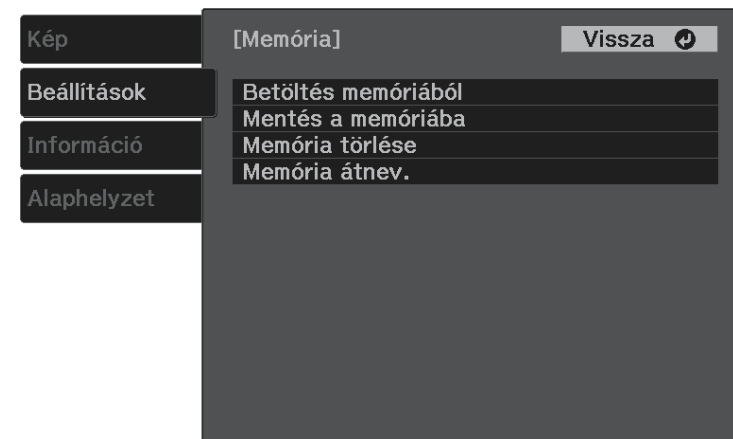 Kép
Beállítások
Információ
Alaphelyzet
[Memória]
Vissza
Betöltés memóriából
Mentés a memóriába
Memória törlése
Memória átnev.